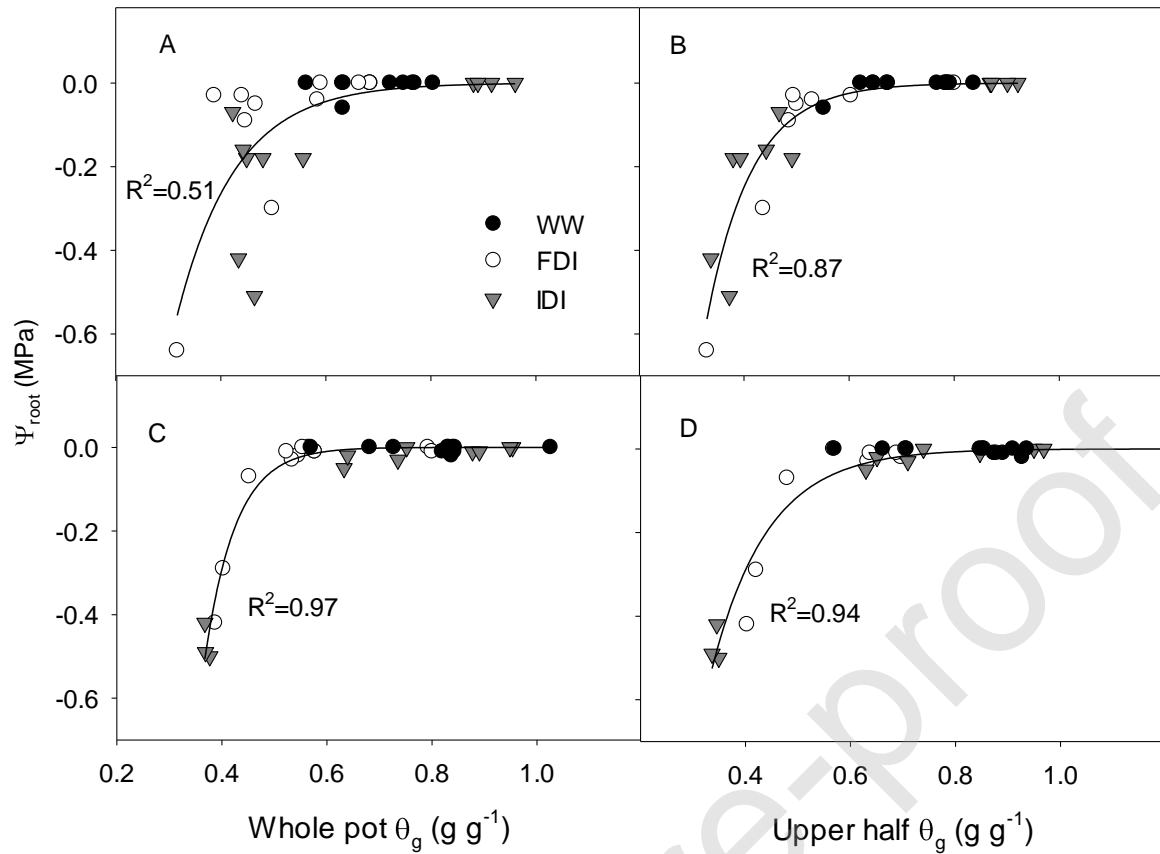 A
B
0.0
-0.2
-0.4
-0.6
R²=0.51
WW
FDI
IDI
R²=0.87
Ψroot (MPa)
C
D
0.0
-0.2
-0.4
-0.6
R²=0.97
R²=0.94
0.2 0.4 0.6 0.8 1.0
0.4 0.6 0.8 1.0
Whole pot θg (g g⁻¹)
Upper half θg (g g⁻¹)
re-proof